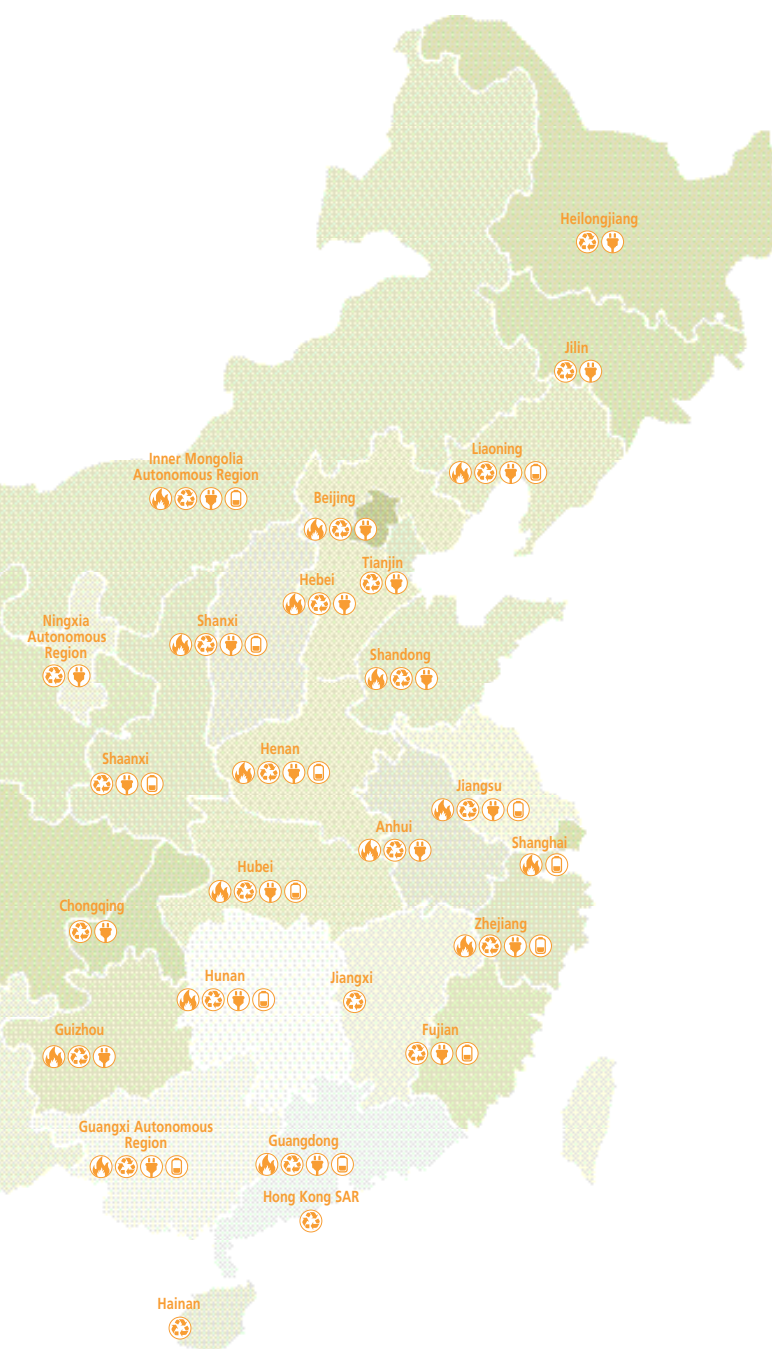 Heilongjiang
Jilin
Liaoning
Inner Mongolia
Autonomous Region
Beijing
Tianjin
Hebei
Ningxia
Autonomous
Region
Shanxi
Shandong
Henan
Shaanxi
Jiangsu
Anhui
Shanghai
Hubei
Chongqing
Zhejiang
Hunan
Jiangxi
Guizhou
Fujian
Guangxi Autonomous
Region
Guangdong
Hong Kong SAR
Hainan